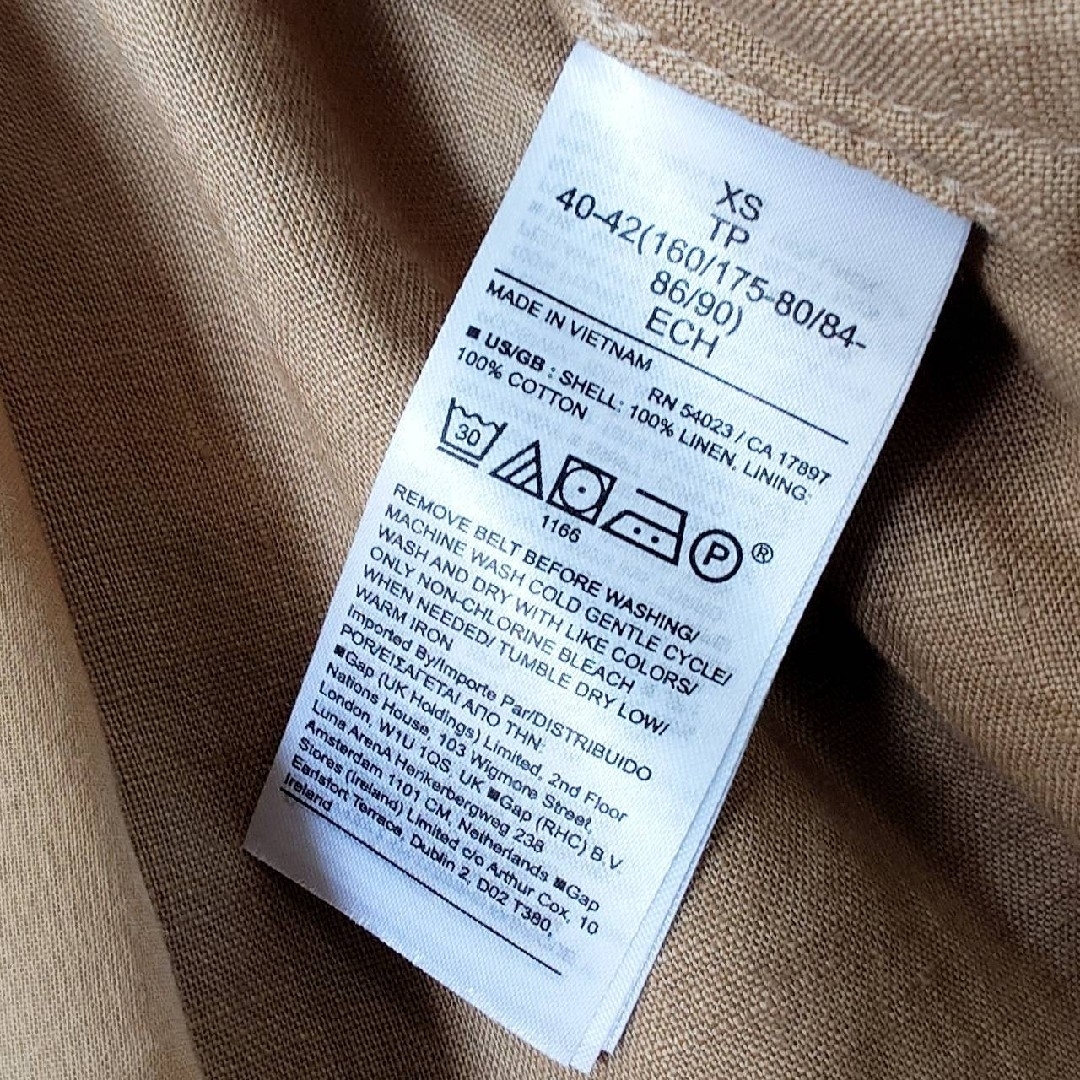 XS
TP
40-42(160/175-80/84-
86/90)
ECH
MADE IN VIETNAM
RN 54023 / CA 17897
■ US/GB : SHELL: 100% LINEN, LINING:
100% COTTON
30
1166
P ®
REMOVE BELT BEFORE WASHING/
MACHINE WASH COLD GENTLE CYCLE/
WASH AND DRY WITH LIKE COLORS/
ONLY NON-CHLORINE BLEACH
WHEN NEEDED/ TUMBLE DRY LOW/
WARM IRON
Imported By/Importe Par/DISTRIBUIDO
POR/ΕΙΣΑΓΕΤΑΙ ΑΠΟ ΤΗΝ:
■Gap (UK Holdings) Limited, 2nd Floor
Nations House, 103 Wigmore Street,
London, W1U 1QS, UK ■Gap (RHC) B.V.
Luna ArenA Herikerbergweg 238
Amsterdam 1101 CM, Netherlands ■Gap
Stores (Ireland) Limited c/o Arthur Cox, 10
Earlsfort Terrace, Dublin 2, D02 T380,
Ireland